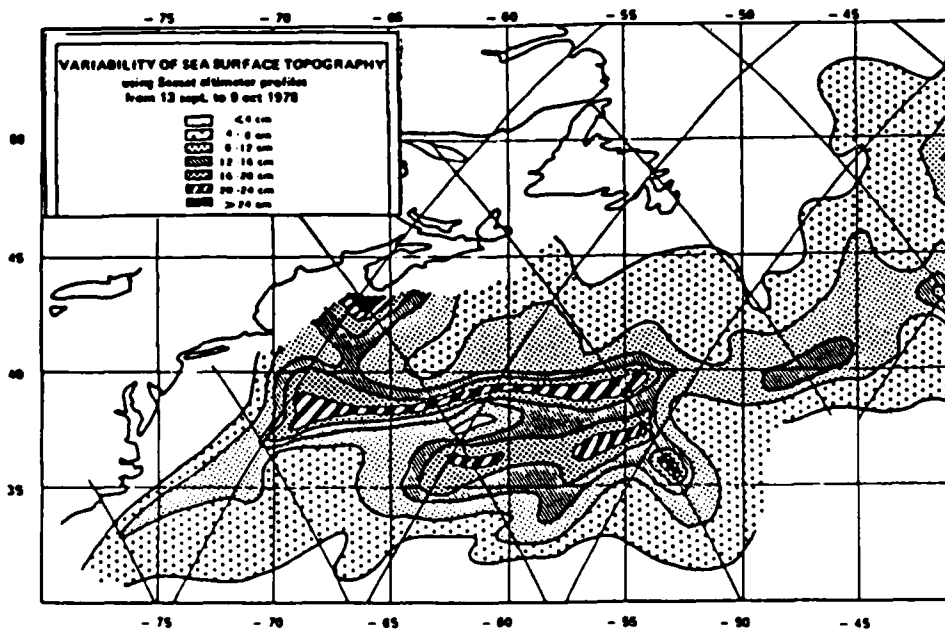 - 75 - 70 - 65 - 60 - 55 - 50 - 45
VARIABILITY OF SEA SURFACE TOPOGRAPHY
using Seasat altimeter profiles
from 13 sept. to 9 oct 1978
<4 cm
4 - 8 cm
8 - 12 cm
12 - 16 cm
16 - 20 cm
20 - 24 cm
>24 cm
45
40
35
- 75 - 70 - 65 - 60 - 55 - 50 - 45